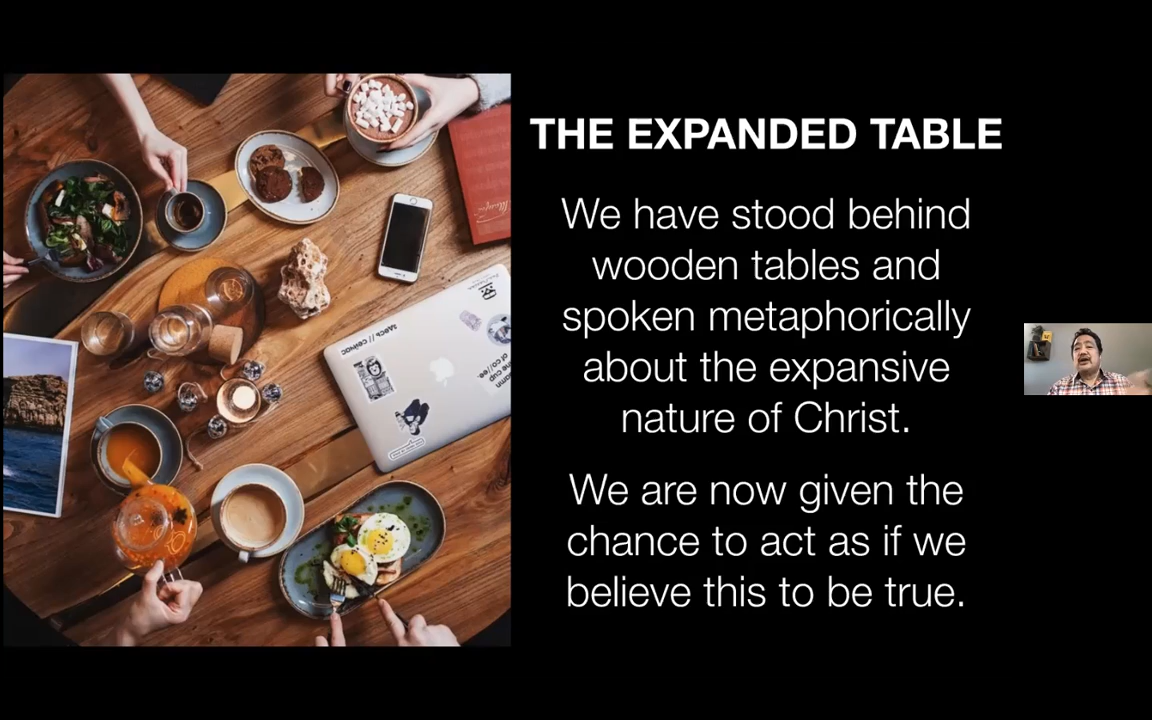 THE EXPANDED TABLE
We have stood behind
wooden tables and
spoken metaphorically
about the expansive
nature of Christ.
We are now given the
chance to act as if we
believe this to be true.